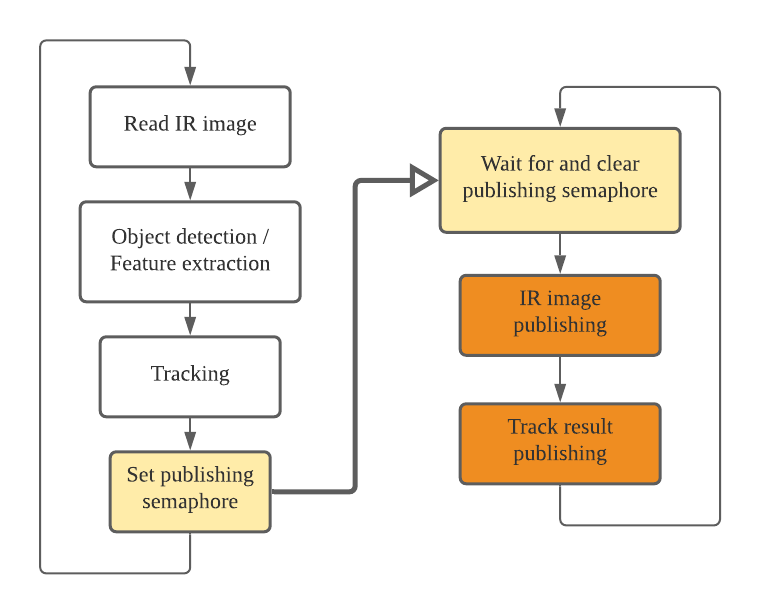 Read IR image
Object detection /
Feature extraction
Tracking
Set publishing
semaphore
Wait for and clear
publishing semaphore
IR image
publishing
Track result
publishing